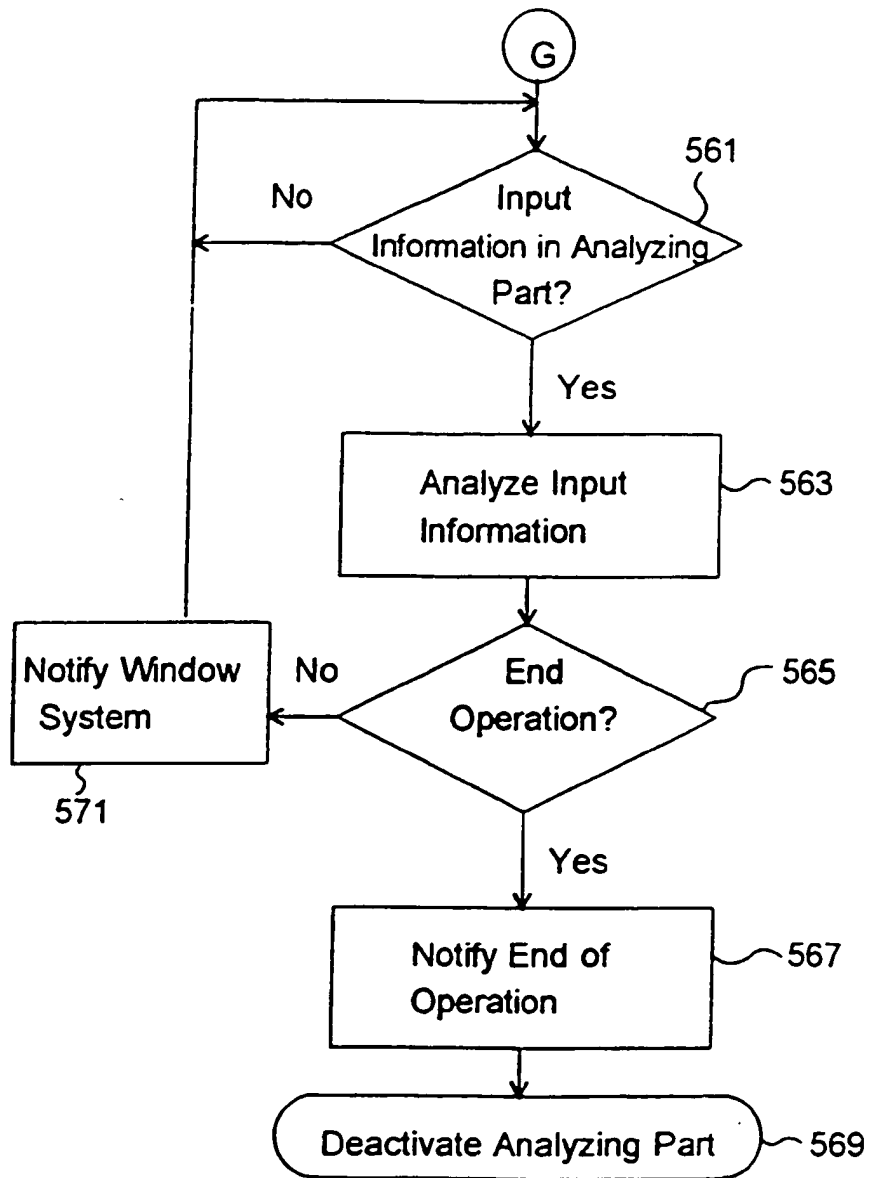 G
561
No
Input
Information in Analyzing
Part?
Yes
Analyze Input
Information
563
Notify Window
System
571
No
End
Operation?
565
Yes
Notify End of
Operation
567
Deactivate Analyzing Part
569